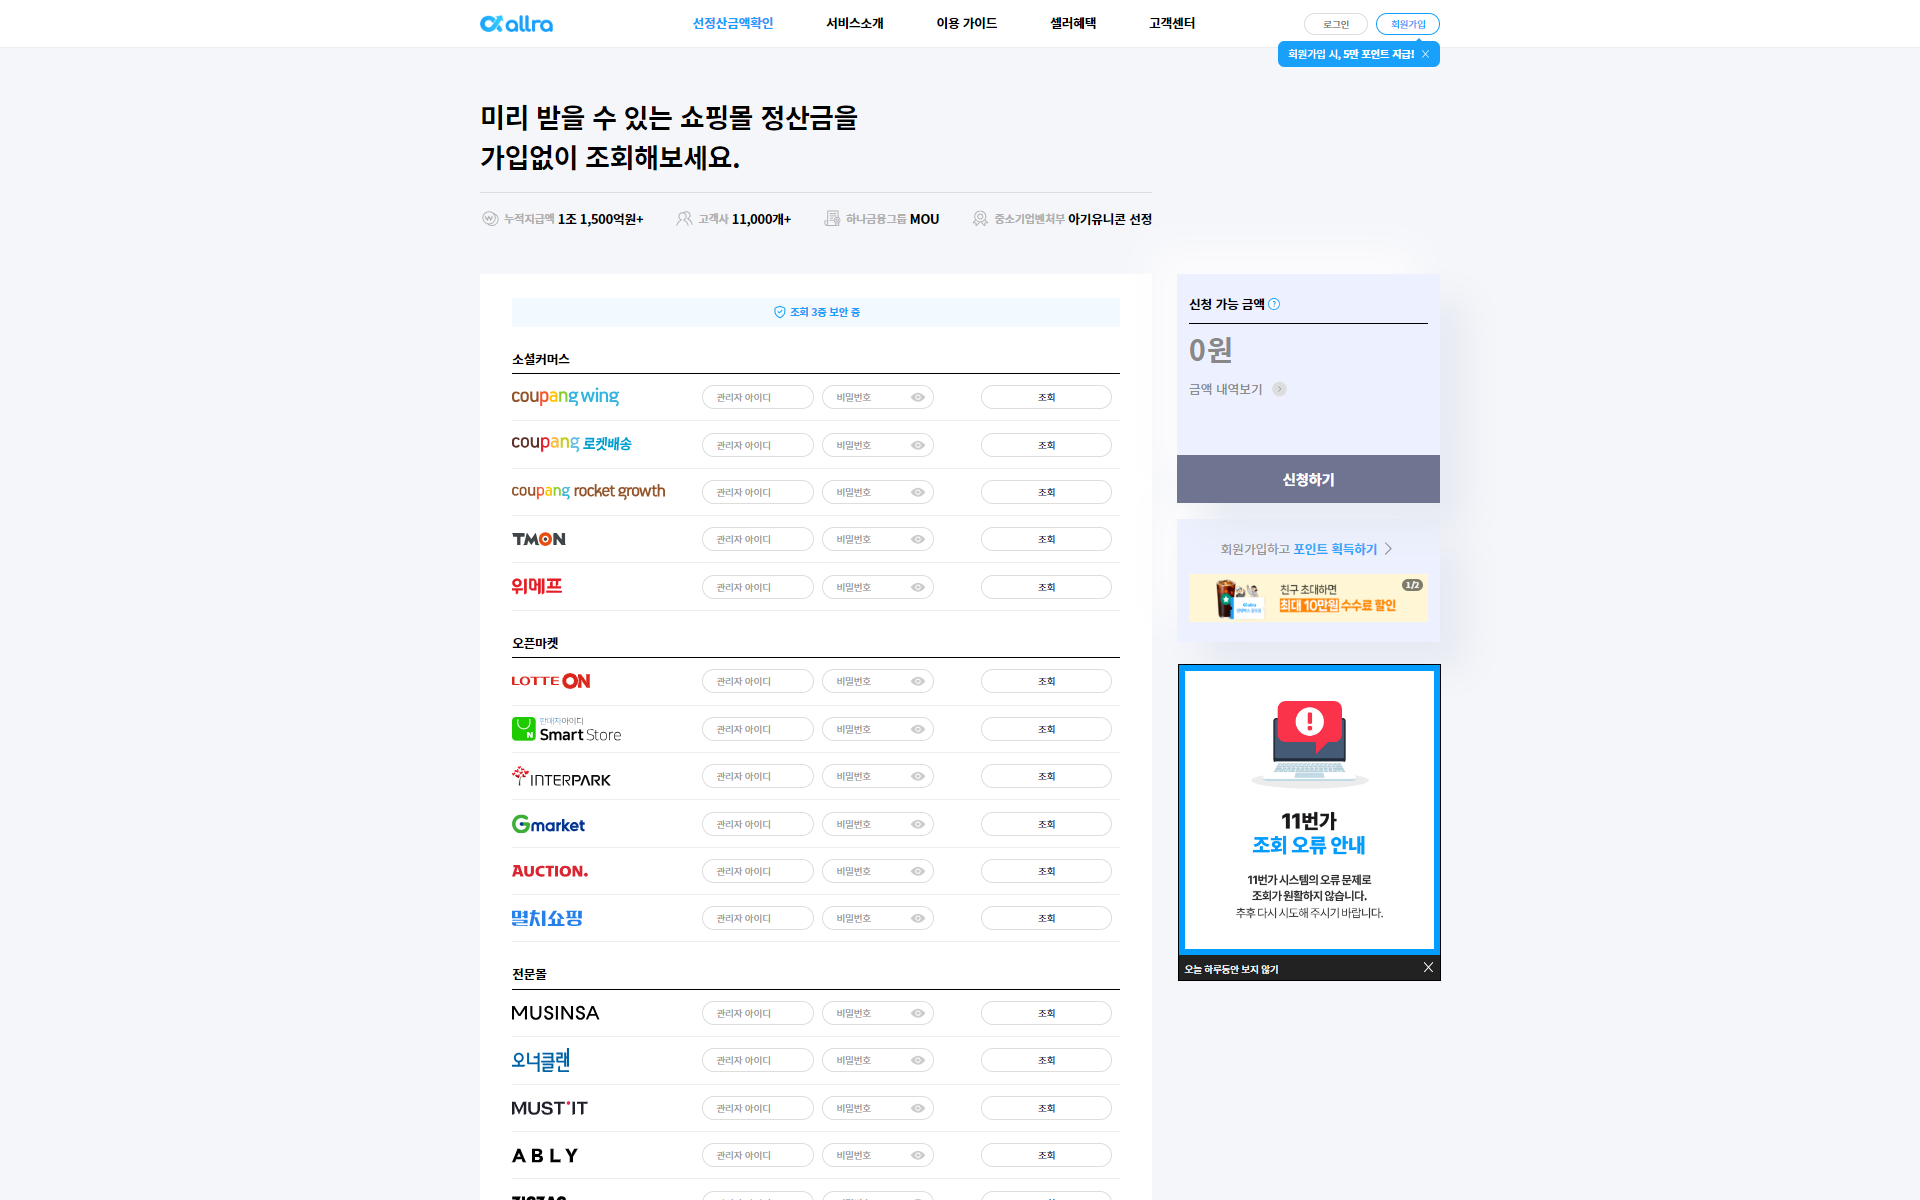 allra
선정산금액확인
서비스소개
이용 가이드
셀러혜택
고객센터
로그인
회원가입
회원가입 시, 5만 포인트 지급!
미리 받을 수 있는 쇼핑몰 정산금을
가입없이 조회해보세요.
누적지급액 1조 1,500억원+
고객사 11,000개+
하나금융그룹 MOU
중소기업벤처부 아기유니콘 선정
조회 3중 보안 중
소셜커머스
coupang wing 관리자 아이디 비밀번호 조회
coupang 로켓배송 관리자 아이디 비밀번호 조회
coupang rocket growth 관리자 아이디 비밀번호 조회
TMON 관리자 아이디 비밀번호 조회
위메프 관리자 아이디 비밀번호 조회
오픈마켓
LOTTE ON 관리자 아이디 비밀번호 조회
판매자아이디
Smart Store 관리자 아이디 비밀번호 조회
INTERPARK 관리자 아이디 비밀번호 조회
Gmarket 관리자 아이디 비밀번호 조회
AUCTION. 관리자 아이디 비밀번호 조회
멸치쇼핑 관리자 아이디 비밀번호 조회
전문몰
MUSINSA 관리자 아이디 비밀번호 조회
오너클랜 관리자 아이디 비밀번호 조회
MUST'IT 관리자 아이디 비밀번호 조회
ABLY 관리자 아이디 비밀번호 조회
신청 가능 금액 ?
0원
금액 내역보기
신청하기
회원가입하고 포인트 획득하기
친구 초대하면
최대 10만원 수수료 할인
1/2
11번가
조회 오류 안내
11번가 시스템의 오류 문제로
조회가 원활하지 않습니다.
추후 다시 시도해 주시기 바랍니다.
오늘 하루동안 보지 않기